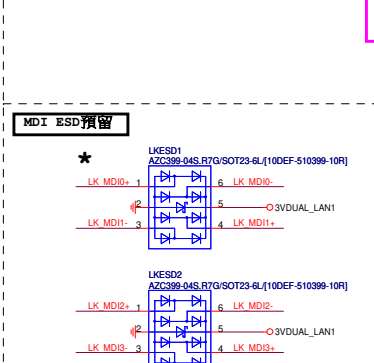 MDI ESD預留
*
LKESD1
AZC399-04S.R7G/SOT23-6L/[10DEF-510399-10R]
LK_MDI0+ 1 6 LK_MDI0-
2 5 3VDUAL_LAN1
LK_MDI1- 3 4 LK_MDI1+
LKESD2
AZC399-04S.R7G/SOT23-6L/[10DEF-510399-10R]
LK_MDI2+ 1 6 LK_MDI2-
2 5 3VDUAL_LAN1
LK_MDI3- 3 4 LK_MDI3+